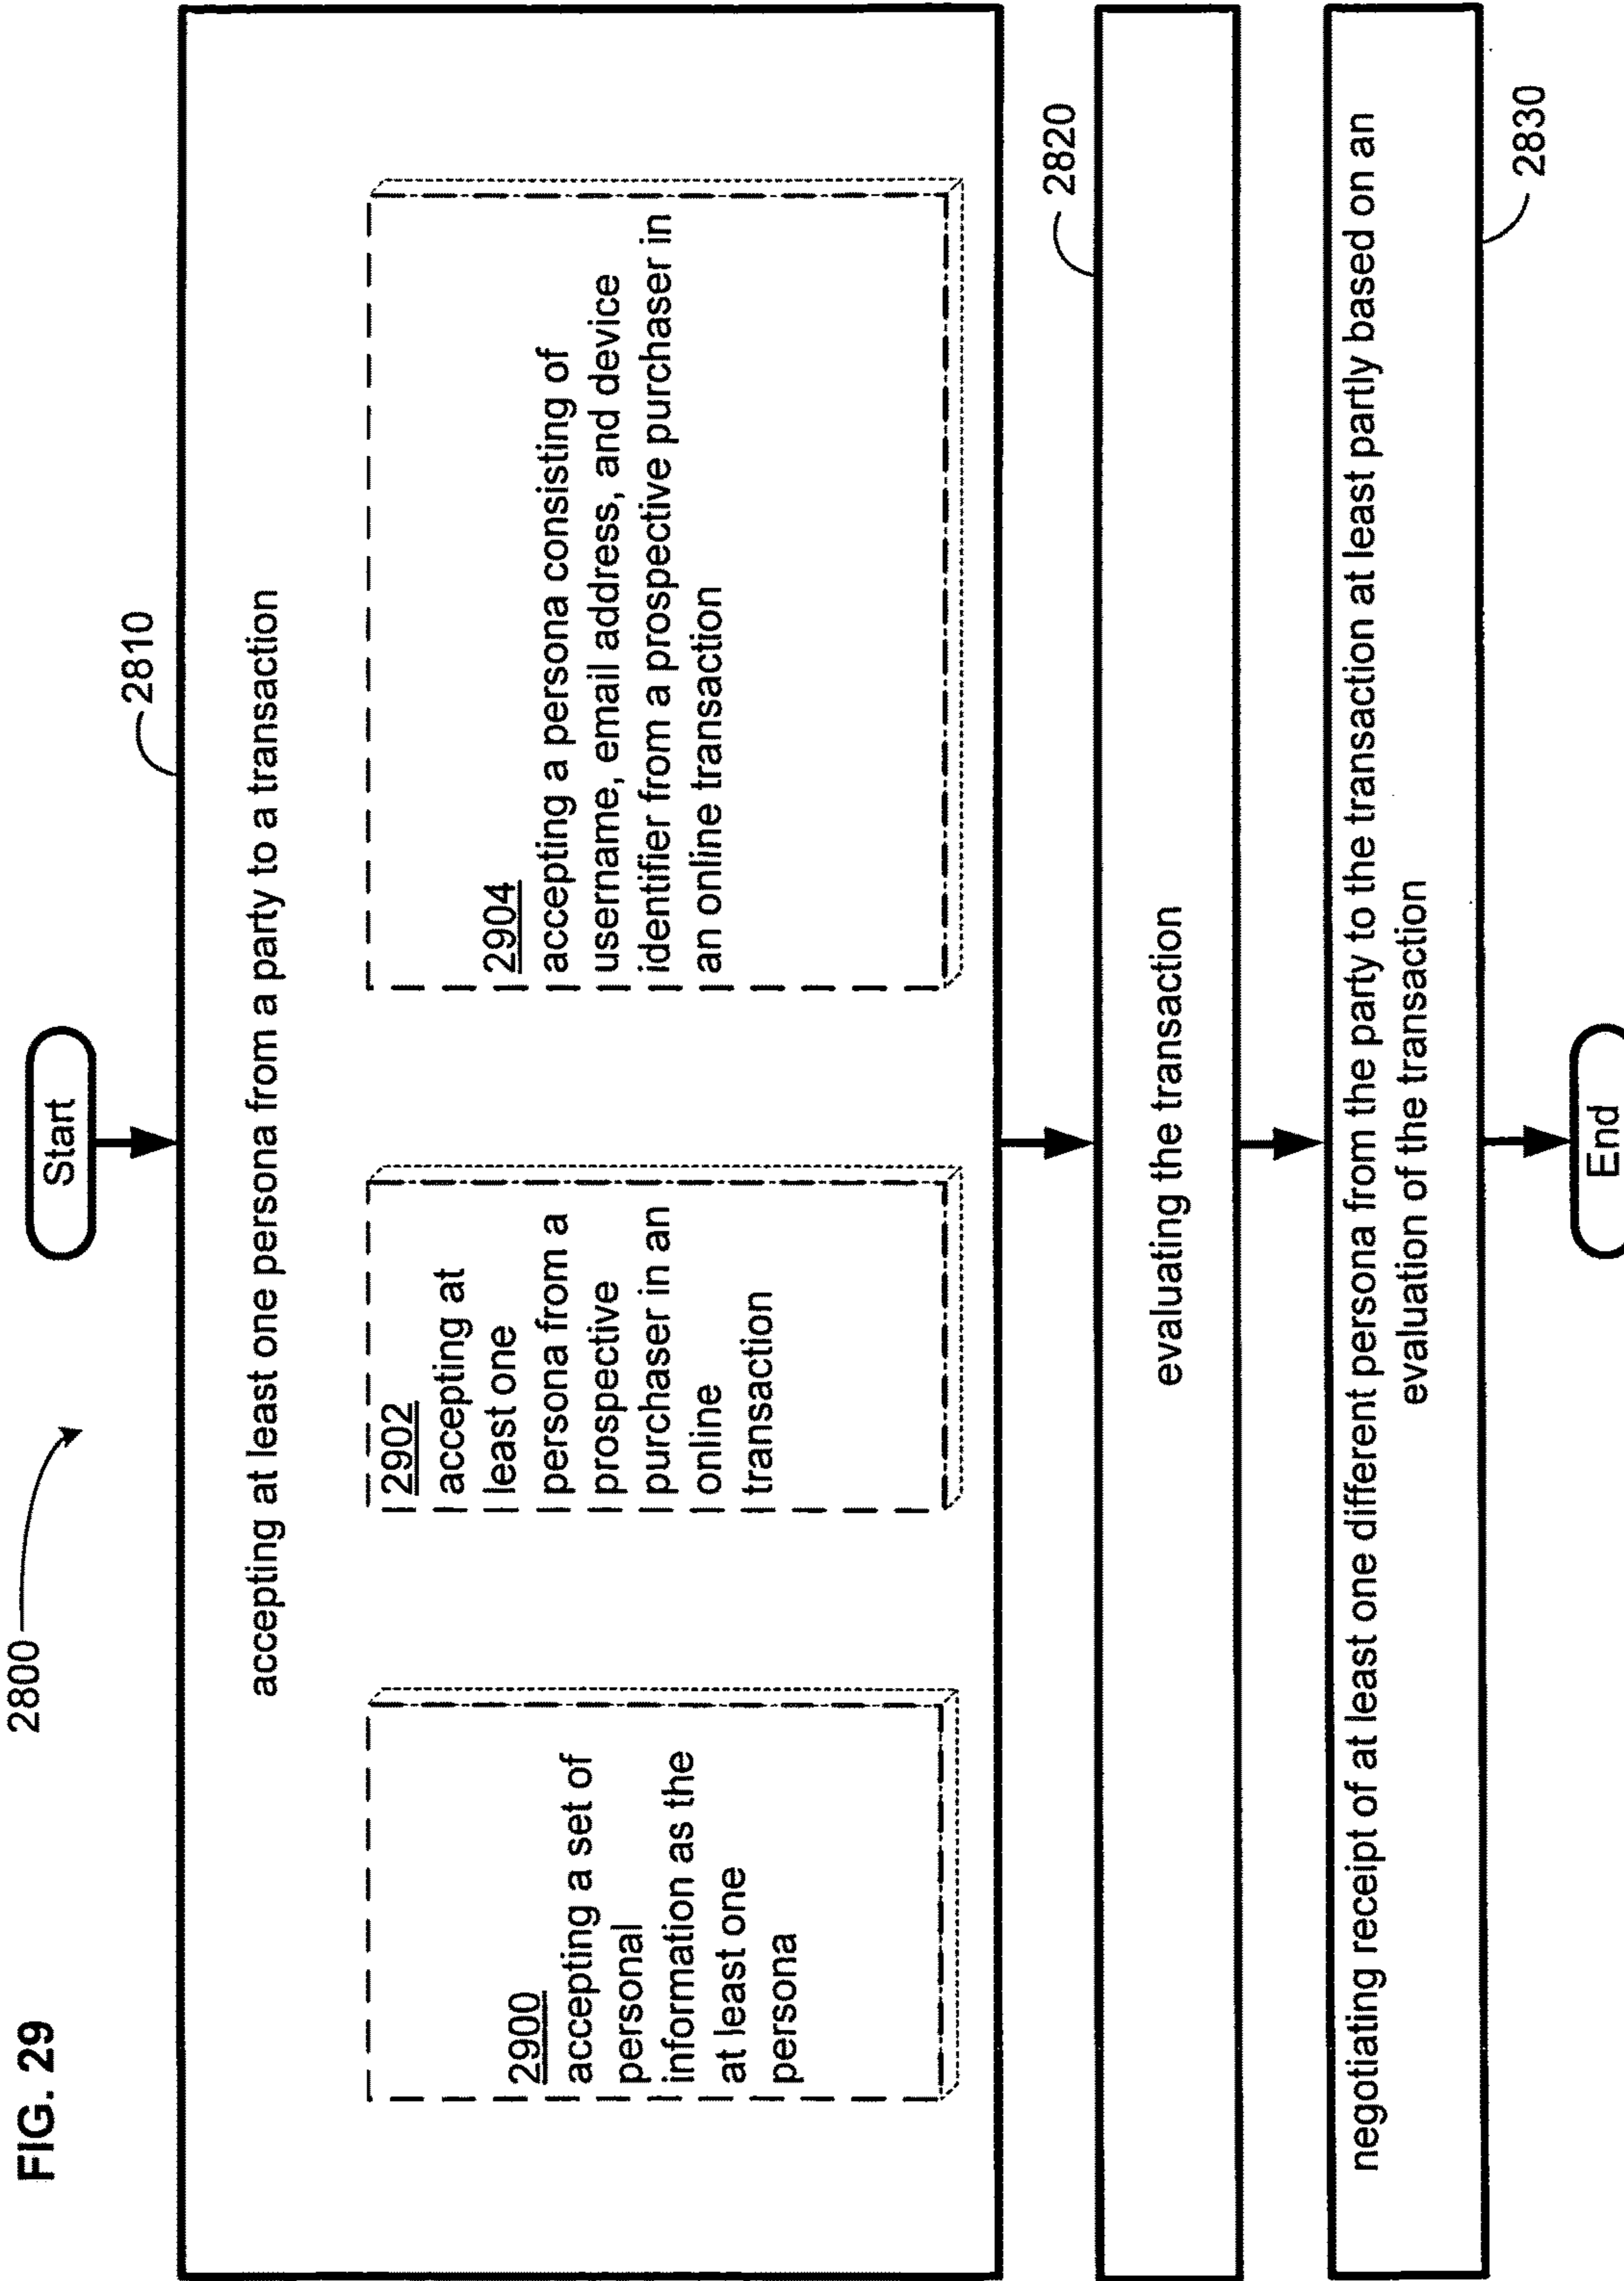 FIG. 29
2800
Start
2810
accepting at least one persona from a party to a transaction
2900
accepting a set of
personal
information as the
at least one
persona
2902
accepting at
least one
persona from a
prospective
purchaser in an
online
transaction
2904
accepting a persona consisting of
username, email address, and device
identifier from a prospective purchaser in
an online transaction
2820
evaluating the transaction
negotiating receipt of at least one different persona from the party to the transaction at least partly based on an
evaluation of the transaction
2830
End